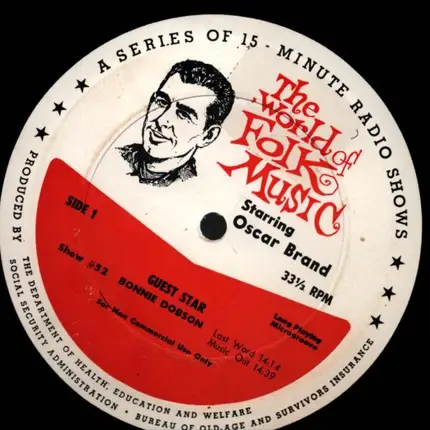 A SERIES OF 15 - MINUTE RADIO SHOWS
The
World of
Folk
Music
Starring
Oscar Brand
33⅓ RPM
SIDE 1
GUEST STAR
Show #52 BONNIE DOBSON
For Non Commercial Use Only
Long Playing
Microgroove
Last Word 14:14
Music Out 14:39
PRODUCED BY THE DEPARTMENT OF HEALTH, EDUCATION AND WELFARE
SOCIAL SECURITY ADMINISTRATION • BUREAU OF OLD-AGE AND SURVIVORS INSURANCE